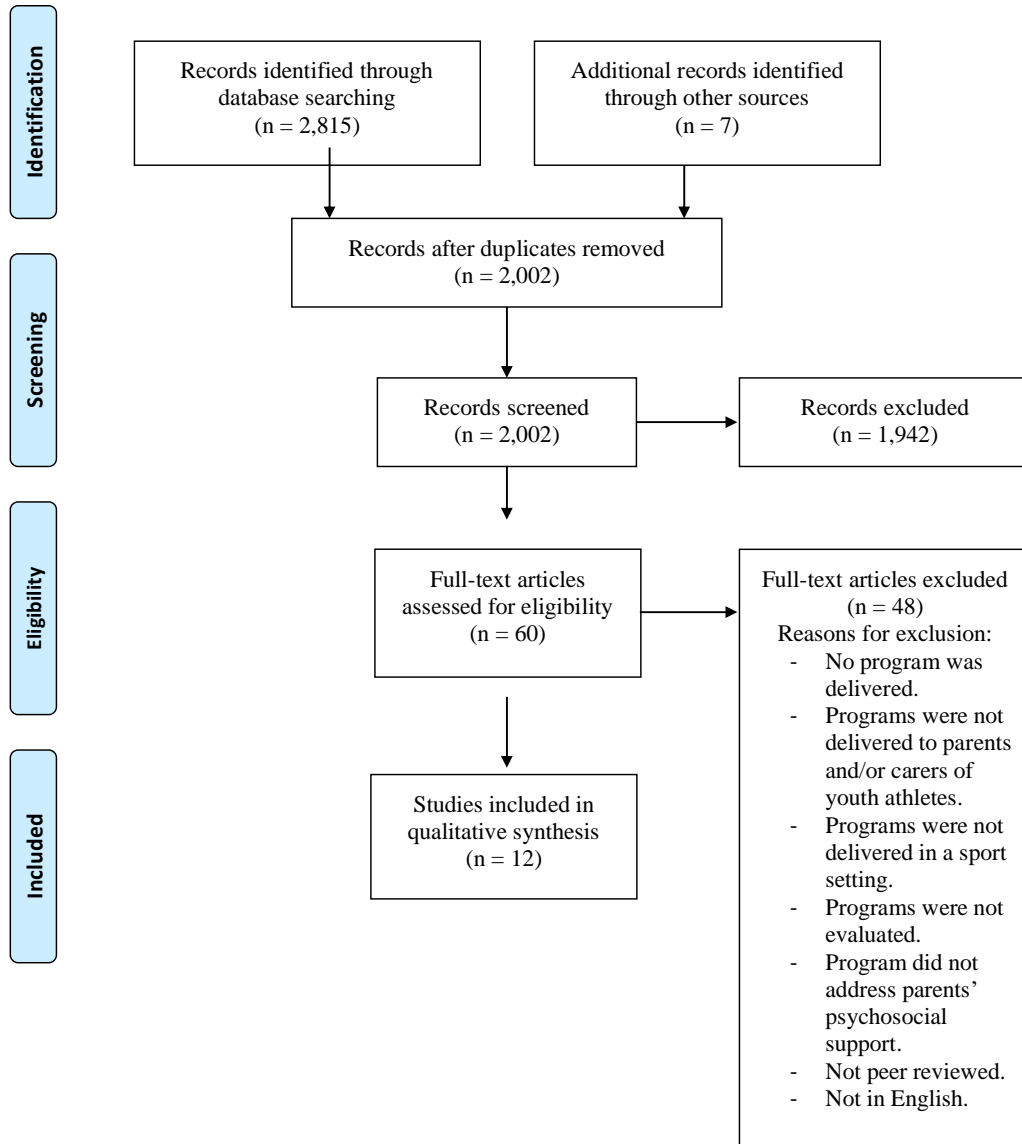 Identification
Records identified through
database searching
(n = 2,815)
Additional records identified
through other sources
(n = 7)
Records after duplicates removed
(n = 2,002)
Screening
Records screened
(n = 2,002)
Records excluded
(n = 1,942)
Eligibility
Full-text articles
assessed for eligibility
(n = 60)
Full-text articles excluded
(n = 48)
Reasons for exclusion:
- No program was
delivered.
- Programs were not
delivered to parents
and/or carers of
youth athletes.
- Programs were not
delivered in a sport
setting.
- Programs were not
evaluated.
- Program did not
address parents’
psychosocial
support.
- Not peer reviewed.
- Not in English.
Included
Studies included in
qualitative synthesis
(n = 12)